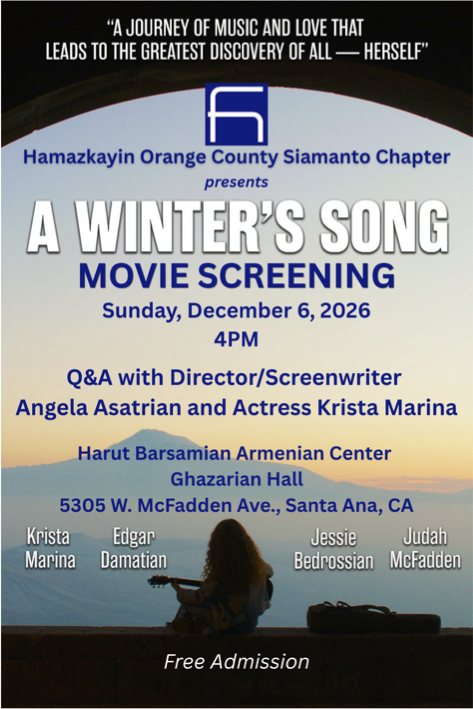 “A JOURNEY OF MUSIC AND LOVE THAT
LEADS TO THE GREATEST DISCOVERY OF ALL — HERSELF”
Hamazkayin Orange County Siamanto Chapter
presents
A WINTER’S SONG
MOVIE SCREENING
Sunday, December 6, 2026
4PM
Q&A with Director/Screenwriter
Angela Asatrian and Actress Krista Marina
Harut Barsamian Armenian Center
Ghazarian Hall
5305 W. McFadden Ave., Santa Ana, CA
Krista
Marina
Edgar
Damatian
Jessie
Bedrossian
Judah
McFadden
Free Admission